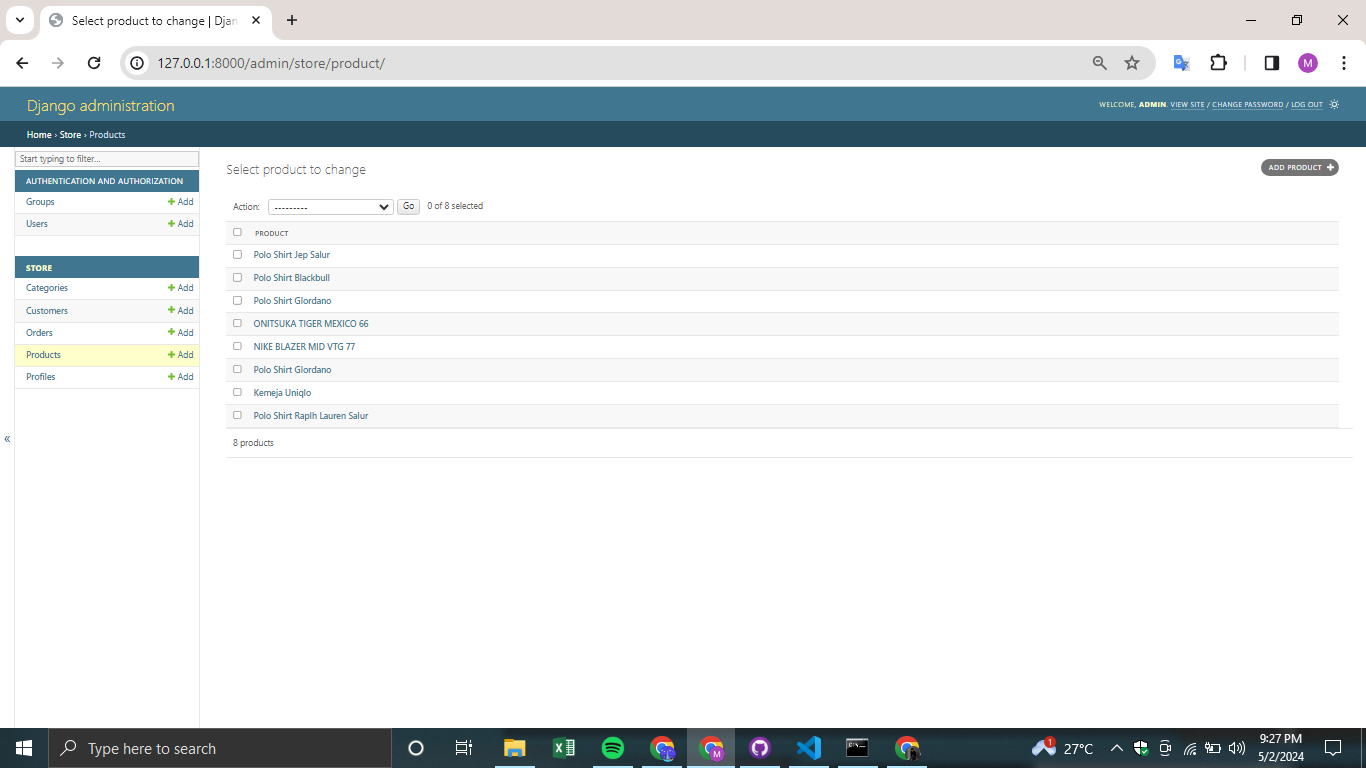 Select product to change | Djan
127.0.0.1:8000/admin/store/product/
M
Django administration
WELCOME, ADMIN. VIEW SITE / CHANGE PASSWORD / LOG OUT
Home › Store › Products
Start typing to filter...
AUTHENTICATION AND AUTHORIZATION
Groups + Add
Users + Add
STORE
Categories + Add
Customers + Add
Orders + Add
Products + Add
Profiles + Add
«
Select product to change
ADD PRODUCT +
Action: --------- Go 0 of 8 selected
PRODUCT
Polo Shirt Jep Salur
Polo Shirt Blackbull
Polo Shirt Glordano
ONITSUKA TIGER MEXICO 66
NIKE BLAZER MID VTG 77
Polo Shirt Glordano
Kemeja Uniqlo
Polo Shirt Raplh Lauren Salur
8 products
Type here to search
M
1
27°C
9:27 PM
5/2/2024